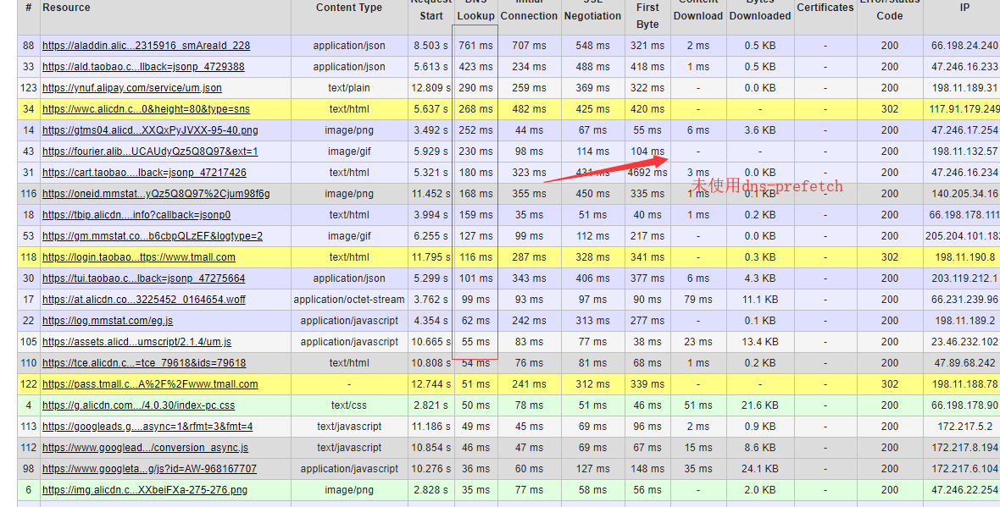 # Resource Content Type Request Start DNS Lookup Initial Connection SSL Negotiation First Byte Content Download Bytes Downloaded Certificates Error/Status Code IP
88 https://aladdin.alic...2315916_smAreaId_228 application/json 8.503 s 761 ms 707 ms 548 ms 321 ms 2 ms 0.5 KB - 200 66.198.24.240
33 https://ald.taobao.c...llback=jsonp_4729388 application/json 5.613 s 423 ms 234 ms 488 ms 418 ms 1 ms 0.5 KB - 200 47.246.16.233
123 https://ynuf.alipay.com/service/um.json text/plain 12.809 s 290 ms 259 ms 369 ms 322 ms - 0.0 KB - 200 198.11.189.31
34 https://wwc.alicdn.c...0&height=80&type=sns text/html 5.637 s 268 ms 482 ms 425 ms 420 ms - - - 302 117.91.179.249
14 https://gtms04.alicd...XXQxPyJVXX-95-40.png image/png 3.492 s 252 ms 44 ms 67 ms 55 ms 6 ms 3.6 KB - 200 47.246.17.254
43 https://fourier.alib...UCAUdyQz5Q8Q97&ext=1 image/gif 5.929 s 230 ms 98 ms 114 ms 104 ms - - - 200 198.11.132.57
31 https://cart.taobao....lback=jsonp_47217426 text/html 5.321 s 180 ms 323 ms 431 ms 4692 ms 3 ms 0.0 KB - 200 47.246.16.234
未使用dns=prefetch
116 https://oneid.mmstat...yQz5Q8Q97%2Cjum98f6g image/png 11.452 s 168 ms 355 ms 450 ms 335 ms 1 ms 0.1 KB - 200 140.205.34.16
18 https://tbip.alicdn....info?callback=jsonp0 text/html 3.994 s 159 ms 35 ms 51 ms 40 ms 1 ms 0.2 KB - 200 66.198.178.111
53 https://gm.mmstat.co...b6cbpQLzEF&logtype=2 image/gif 6.255 s 127 ms 99 ms 112 ms 217 ms - 0.0 KB - 200 205.204.101.182
118 https://login.taobao...ttps://www.tmall.com text/html 11.795 s 116 ms 287 ms 328 ms 341 ms - 0.3 KB - 302 198.11.190.8
30 https://tui.taobao.c...lback=jsonp_47275664 application/json 5.299 s 101 ms 343 ms 406 ms 377 ms 6 ms 4.3 KB - 200 203.119.212.1
17 https://at.alicdn.co...3225452_0164654.woff application/octet-stream 3.762 s 99 ms 93 ms 97 ms 90 ms 79 ms 11.1 KB - 200 66.231.239.96
22 https://log.mmstat.com/eg.js application/javascript 4.354 s 62 ms 242 ms 313 ms 277 ms - 0.1 KB - 200 198.11.189.2
105 https://assets.alicd...umscript/2.1.4/um.js application/javascript 10.665 s 55 ms 83 ms 77 ms 38 ms 23 ms 13.4 KB - 200 23.46.232.102
110 https://tce.alicdn.c...=tce_79618&ids=79618 text/html 10.808 s 54 ms 76 ms 81 ms 68 ms 1 ms 0.2 KB - 200 47.89.68.242
122 https://pass.tmall.c...A%2F%2Fwww.tmall.com - 12.744 s 51 ms 241 ms 312 ms 339 ms - - - 302 198.11.188.78
4 https://g.alicdn.com.../4.0.30/index-pc.css text/css 2.821 s 50 ms 78 ms 51 ms 46 ms 51 ms 21.6 KB - 200 66.198.178.90
113 https://googleads.g....async=1&rfmt=3&fmt=4 text/javascript 11.186 s 49 ms 45 ms 69 ms 96 ms 2 ms 0.9 KB - 200 172.217.5.2
112 https://www.googlead.../conversion_async.js text/javascript 10.854 s 46 ms 47 ms 69 ms 67 ms 15 ms 8.6 KB - 200 172.217.8.194
98 https://www.googleta...g/js?id=AW-968167707 application/javascript 10.276 s 36 ms 60 ms 127 ms 148 ms 35 ms 24.1 KB - 200 172.217.6.104
6 https://img.alicdn.c...XXbeiFXa-275-276.png image/png 2.828 s 35 ms 77 ms 58 ms 56 ms - 2.0 KB - 200 47.246.22.254